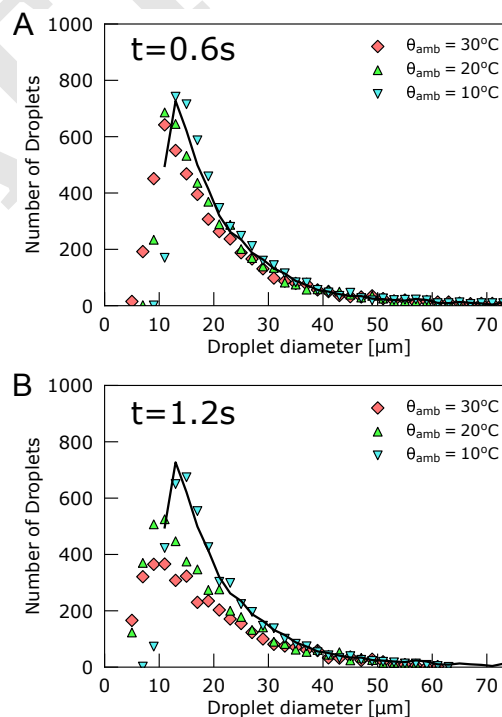 A
t=0.6s
θamb = 30°C
θamb = 20°C
θamb = 10°C
Number of Droplets
1000
800
600
400
200
0
0 10 20 30 40 50 60 70
Droplet diameter [μm]
B
t=1.2s
θamb = 30°C
θamb = 20°C
θamb = 10°C
Number of Droplets
1000
800
600
400
200
0
0 10 20 30 40 50 60 70
Droplet diameter [μm]